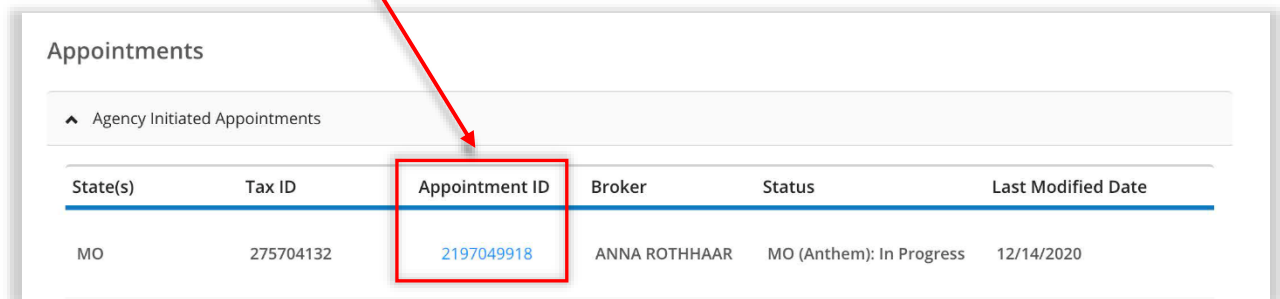 Appointments
Agency Initiated Appointments
State(s) Tax ID Appointment ID Broker Status Last Modified Date
MO 275704132 2197049918 ANNA ROTHHAAR MO (Anthem): In Progress 12/14/2020